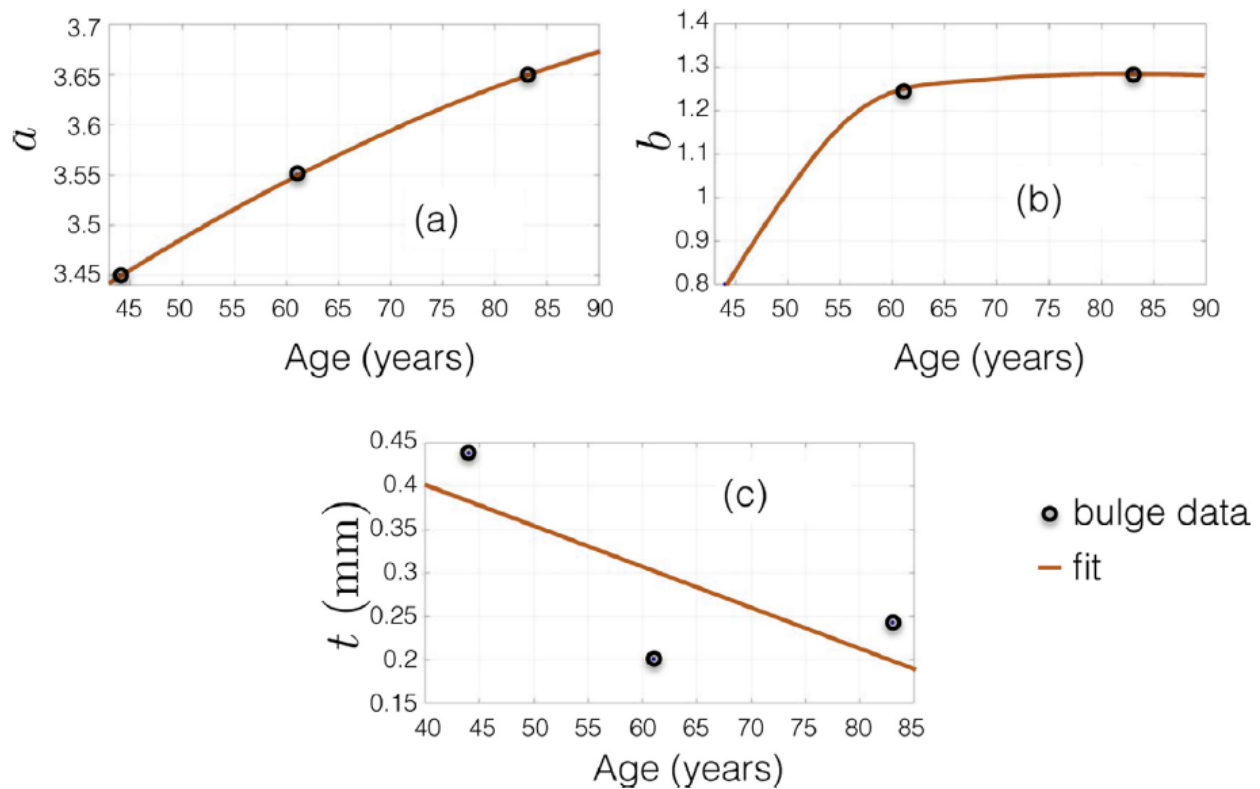 3.7
3.65
3.6
3.55
3.5
3.45
a
(a)
45 50 55 60 65 70 75 80 85 90
Age (years)
1.4
1.3
1.2
1.1
1
0.9
0.8
b
(b)
45 50 55 60 65 70 75 80 85 90
Age (years)
0.45
0.4
0.35
0.3
0.25
0.2
0.15
t (mm)
(c)
40 45 50 55 60 65 70 75 80 85
Age (years)
bulge data
fit